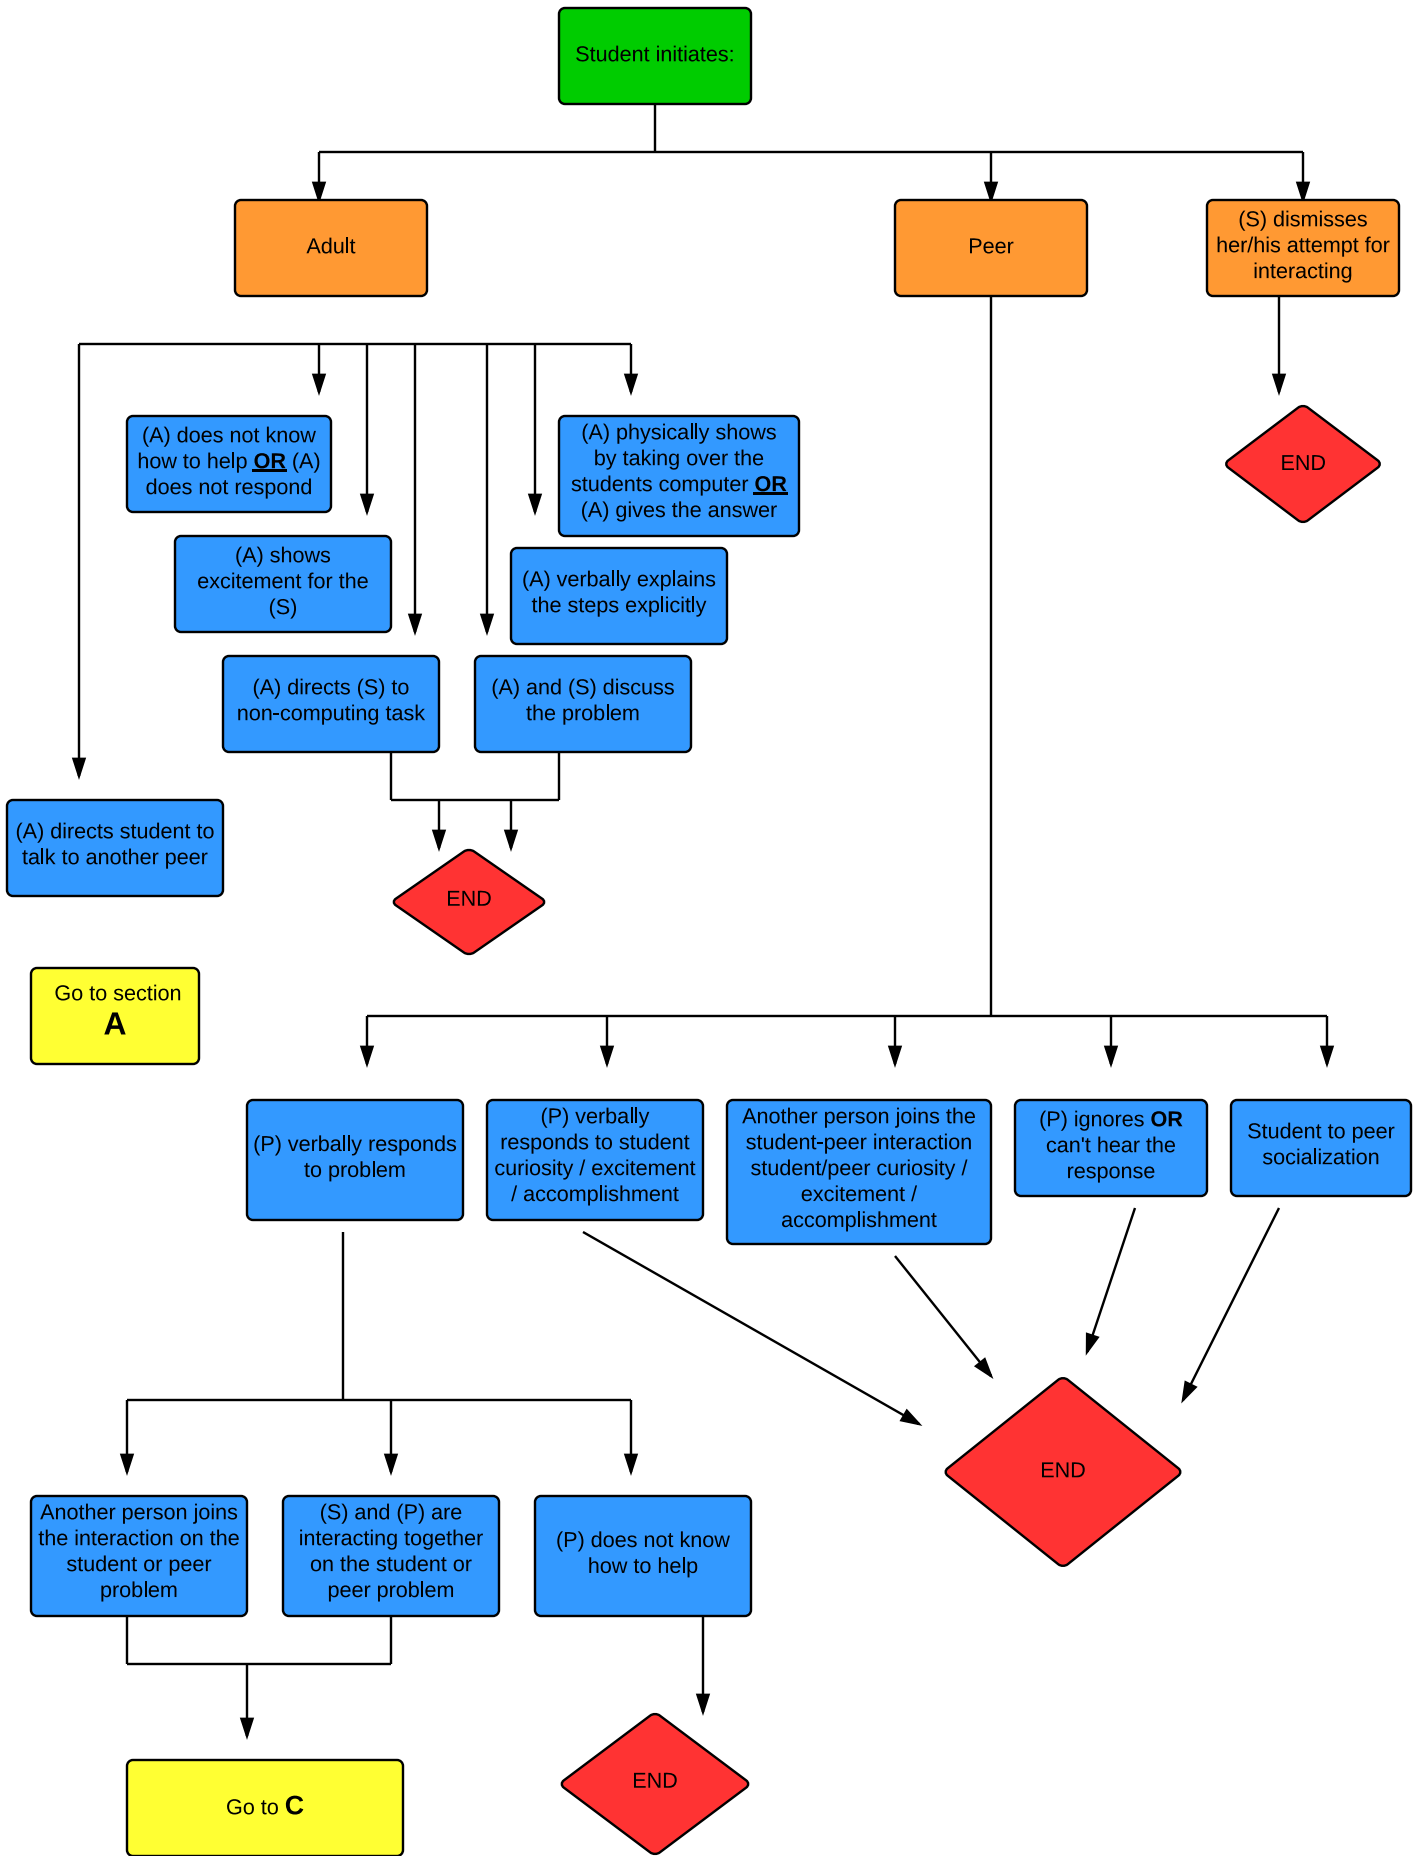 Student initiates:
Adult
Peer
(S) dismisses
her/his attempt for
interacting
(A) does not know
how to help OR (A)
does not respond
(A) physically shows
by taking over the
students computer OR
(A) gives the answer
END
(A) shows
excitement for the
(S)
(A) verbally explains
the steps explicitly
(A) directs (S) to
non-computing task
(A) and (S) discuss
the problem
(A) directs student to
talk to another peer
END
Go to section
A
(P) verbally responds
to problem
(P) verbally
responds to student
curiosity / excitement
/ accomplishment
Another person joins the
student-peer interaction
student/peer curiosity /
excitement /
accomplishment
(P) ignores OR
can't hear the
response
Student to peer
socialization
END
Another person joins
the interaction on the
student or peer
problem
(S) and (P) are
interacting together
on the student or
peer problem
(P) does not know
how to help
END
Go to C